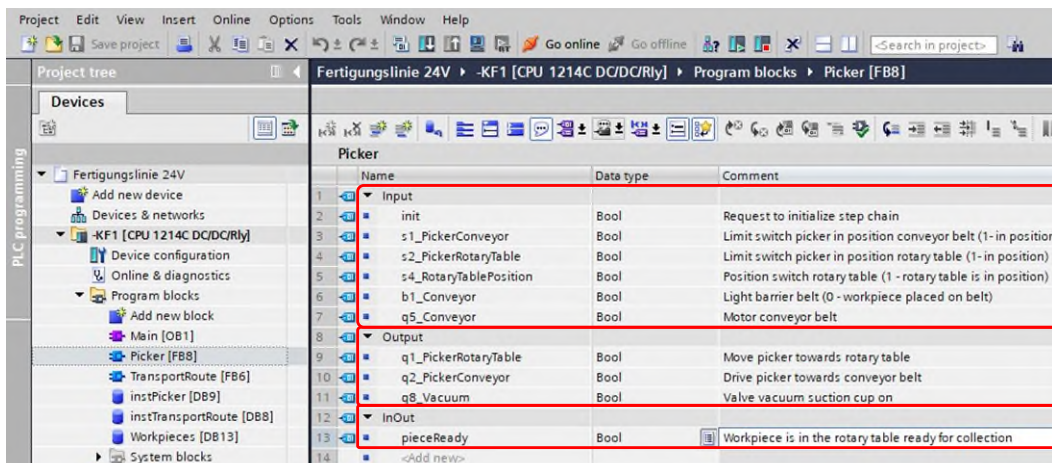 Project Edit View Insert Online Options Tools Window Help
Save project Go online Go offline <Search in project>
Project tree
Fertigungslinie 24V ▸ -KF1 [CPU 1214C DC/DC/Rly] ▸ Program blocks ▸ Picker [FB8]
Devices
PLC programming
Fertigungslinie 24V
Add new device
Devices & networks
-KF1 [CPU 1214C DC/DC/Rly]
Device configuration
Online & diagnostics
Program blocks
Add new block
Main [OB1]
Picker [FB8]
TransportRoute [FB6]
instPicker [DB9]
instTransportRoute [DB8]
Workpieces [DB13]
System blocks
Picker
Name Data type Comment
1 Input
2 init Bool Request to initialize step chain
3 s1_PickerConveyor Bool Limit switch picker in position conveyor belt (1- in position
4 s2_PickerRotaryTable Bool Limit switch picker in position rotary table (1- in position)
5 s4_RotaryTablePosition Bool Position switch rotary table (1 - rotary table is in position)
6 b1_Conveyor Bool Light barrier belt (0 - workpiece placed on belt)
7 q5_Conveyor Bool Motor conveyor belt
8 Output
9 q1_PickerRotaryTable Bool Move picker towards rotary table
10 q2_PickerConveyor Bool Drive picker towards conveyor belt
11 q8_Vacuum Bool Valve vacuum suction cup on
12 InOut
13 pieceReady Bool Workpiece is in the rotary table ready for collection
14 <Add new>